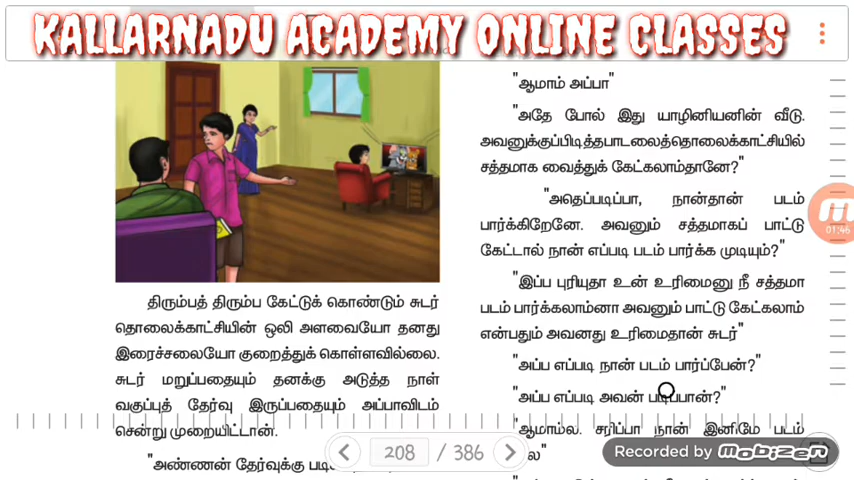 KALLARNADU ACADEMY ONLINE CLASSES
திரும்பத் திரும்ப கேட்டுக் கொண்டும் சுடர்
தொலைக்காட்சியின் ஒலி அளவையோ தனது
இரைச்சலையோ குறைத்துக் கொள்ளவில்லை.
சுடர் மறுப்பதையும் தனக்கு அடுத்த நாள்
வகுப்புத் தேர்வு இருப்பதையும் அப்பாவிடம்
சென்று முறையிட்டான்.
"அண்ணன் தேர்வுக்கு
"ஆமாம் அப்பா"
"அதே போல் இது யாழினியனின் வீடு.
அவனுக்குப்பிடித்தபாடலைத்தொலைக்காட்சியில்
சத்தமாக வைத்துக் கேட்கலாம்தானே?"
"அதெப்படிப்பா, நான்தான் படம்
பார்க்கிறேனே. அவனும் சத்தமாகப் பாட்டு
கேட்டால் நான் எப்படி படம் பார்க்க முடியும்?"
"இப்ப புரியுதா உன் உரிமைனு நீ சத்தமா
படம் பார்க்கலாம்னா அவனும் பாட்டு கேட்கலாம்
என்பதும் அவனது உரிமைதான் சுடர்"
"அப்ப எப்படி நான் படம் பார்ப்பேன்?"
"அப்ப எப்படி அவன் படிப்பான்?"
"ஆமால்ல. சரிப்பா நான் இனிமே படம்
208 / 386
Recorded by mobizen
01:46